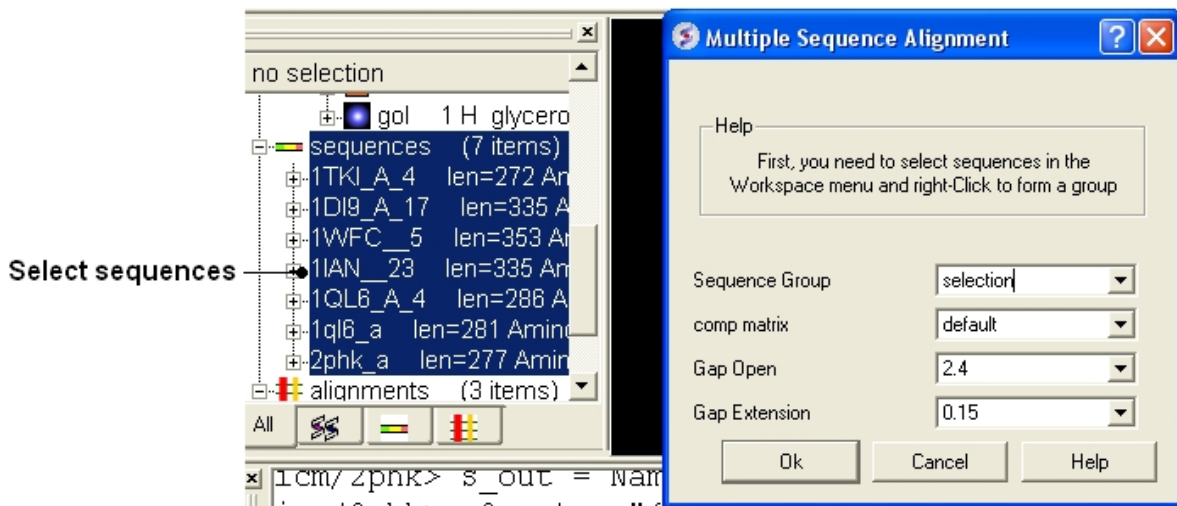 no selection
gol 1 H glycero
sequences (7 items)
1TKI_A_4 len=272 An
1DI9_A_17 len=335 A
1WFC__5 len=353 Ar
1IAN__23 len=335 Am
1QL6_A_4 len=286 A
1ql6_a len=281 Amino
2phk_a len=277 Amin
alignments (3 items)
All
icm/2phk> s_out = Nam
Select sequences
Multiple Sequence Alignment
Help
First, you need to select sequences in the
Workspace menu and right-Click to form a group
Sequence Group selection
comp matrix default
Gap Open 2.4
Gap Extension 0.15
Ok Cancel Help